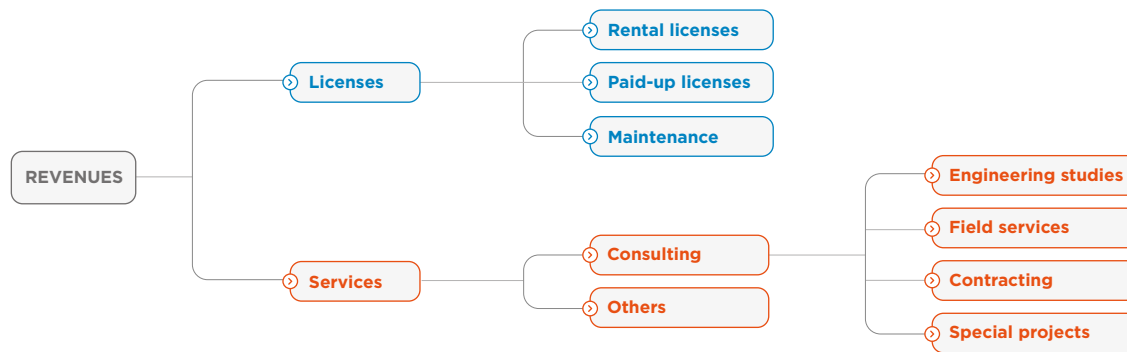 REVENUES
Licenses
Rental licenses
Paid-up licenses
Maintenance
Services
Consulting
Others
Engineering studies
Field services
Contracting
Special projects